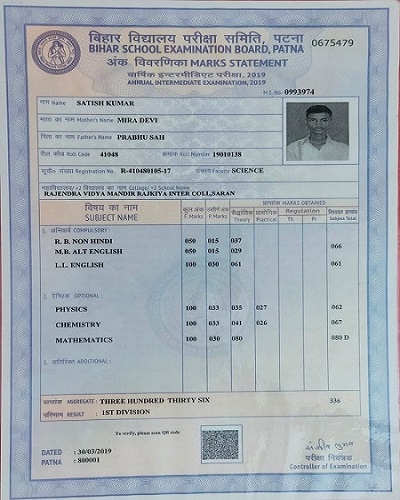 बिहार विद्यालय परीक्षा समिति, पटना
BIHAR SCHOOL EXAMINATION BOARD, PATNA
0675479
अंक विवरणिका MARKS STATEMENT
वार्षिक इन्टरमीडिएट परीक्षा, 2019
ANNUAL INTERMEDIATE EXAMINATION, 2019
M.S.No. 0993974
नाम Name SATISH KUMAR
माता का नाम Mother's Name MIRA DEVI
पिता का नाम Father's Name PRABHU SAH
रौल कोड Roll Code 41048 क्रमांक Roll Number 19010138
सूची० संख्या Registration No R-410480105-17 संकाय Faculty SCIENCE
महाविद्यालय/+2 विद्यालय का नाम College/+2 School Name
RAJENDRA VIDYA MANDIR RAJKIYA INTER COLL,SARAN
विषय का नाम SUBJECT NAME
पूर्णांक F.Marks
उत्तीर्णांक P.Marks
प्राप्तांक MARKS OBTAINED
सैद्धांतिक Theory
प्रायोगिक Practical
Regulation
Th. Pr.
Subject Total
1. अनिवार्य COMPULSORY:
R. B. NON HINDI 050 015 037
066
M.B. ALT ENGLISH 050 015 029
L.L. ENGLISH 100 030 061 061
2. ऐच्छिक OPTIONAL:
PHYSICS 100 033 035 027 062
CHEMISTRY 100 033 041 026 067
MATHEMATICS 100 030 080 080 D
3. अतिरिक्त ADDITIONAL:
प्राप्तांक AGGREGATE : THREE HUNDRED THIRTY SIX 336
परिणाम RESULT : 1ST DIVISION
To verify, please scan QR code
DATED : 30/03/2019
PATNA : 800001
परीक्षा नियंत्रक
Controller of Examination